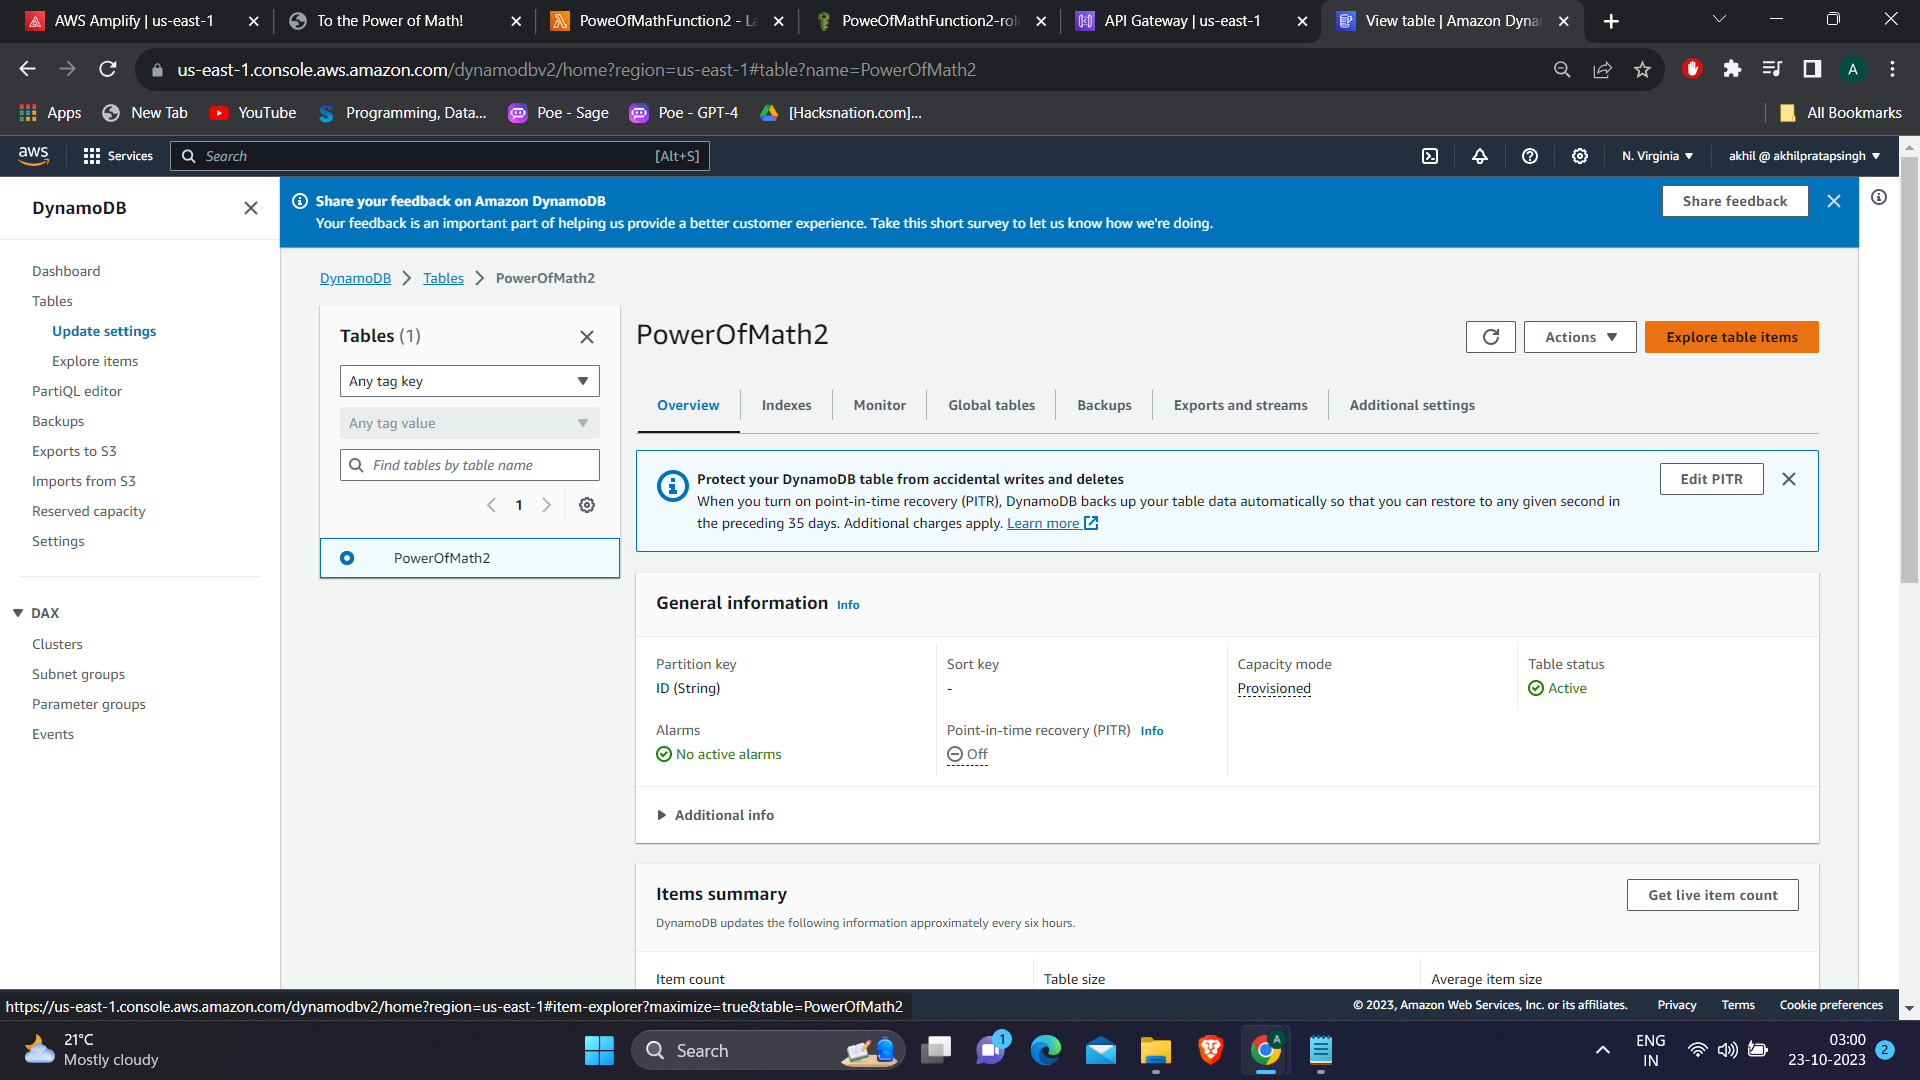 AWS Amplify | us-east-1
To the Power of Math!
PoweOfMathFunction2 - La
PoweOfMathFunction2-role
API Gateway | us-east-1
View table | Amazon Dyna
us-east-1.console.aws.amazon.com/dynamodbv2/home?region=us-east-1#table?name=PowerOfMath2
A
Apps
New Tab
YouTube
Programming, Data...
Poe - Sage
Poe - GPT-4
[Hacksnation.com]...
All Bookmarks
aws
Services
Search
[Alt+S]
N. Virginia
akhil @ akhilpratapsingh
DynamoDB
Dashboard
Tables
Update settings
Explore items
PartiQL editor
Backups
Exports to S3
Imports from S3
Reserved capacity
Settings
DAX
Clusters
Subnet groups
Parameter groups
Events
Share your feedback on Amazon DynamoDB
Your feedback is an important part of helping us provide a better customer experience. Take this short survey to let us know how we're doing.
Share feedback
DynamoDB
Tables
PowerOfMath2
Tables (1)
Any tag key
Any tag value
Find tables by table name
1
PowerOfMath2
PowerOfMath2
Actions
Explore table items
Overview
Indexes
Monitor
Global tables
Backups
Exports and streams
Additional settings
Protect your DynamoDB table from accidental writes and deletes
When you turn on point-in-time recovery (PITR), DynamoDB backs up your table data automatically so that you can restore to any given second in
the preceding 35 days. Additional charges apply. Learn more
Edit PITR
General information Info
Partition key
ID (String)
Sort key
-
Capacity mode
Provisioned
Table status
Active
Alarms
No active alarms
Point-in-time recovery (PITR) Info
Off
Additional info
Items summary
DynamoDB updates the following information approximately every six hours.
Get live item count
Item count
Table size
Average item size
https://us-east-1.console.aws.amazon.com/dynamodbv2/home?region=us-east-1#item-explorer?maximize=true&table=PowerOfMath2
© 2023, Amazon Web Services, Inc. or its affiliates.
Privacy
Terms
Cookie preferences
21°C
Mostly cloudy
Search
1
A
ENG
IN
03:00
23-10-2023
2